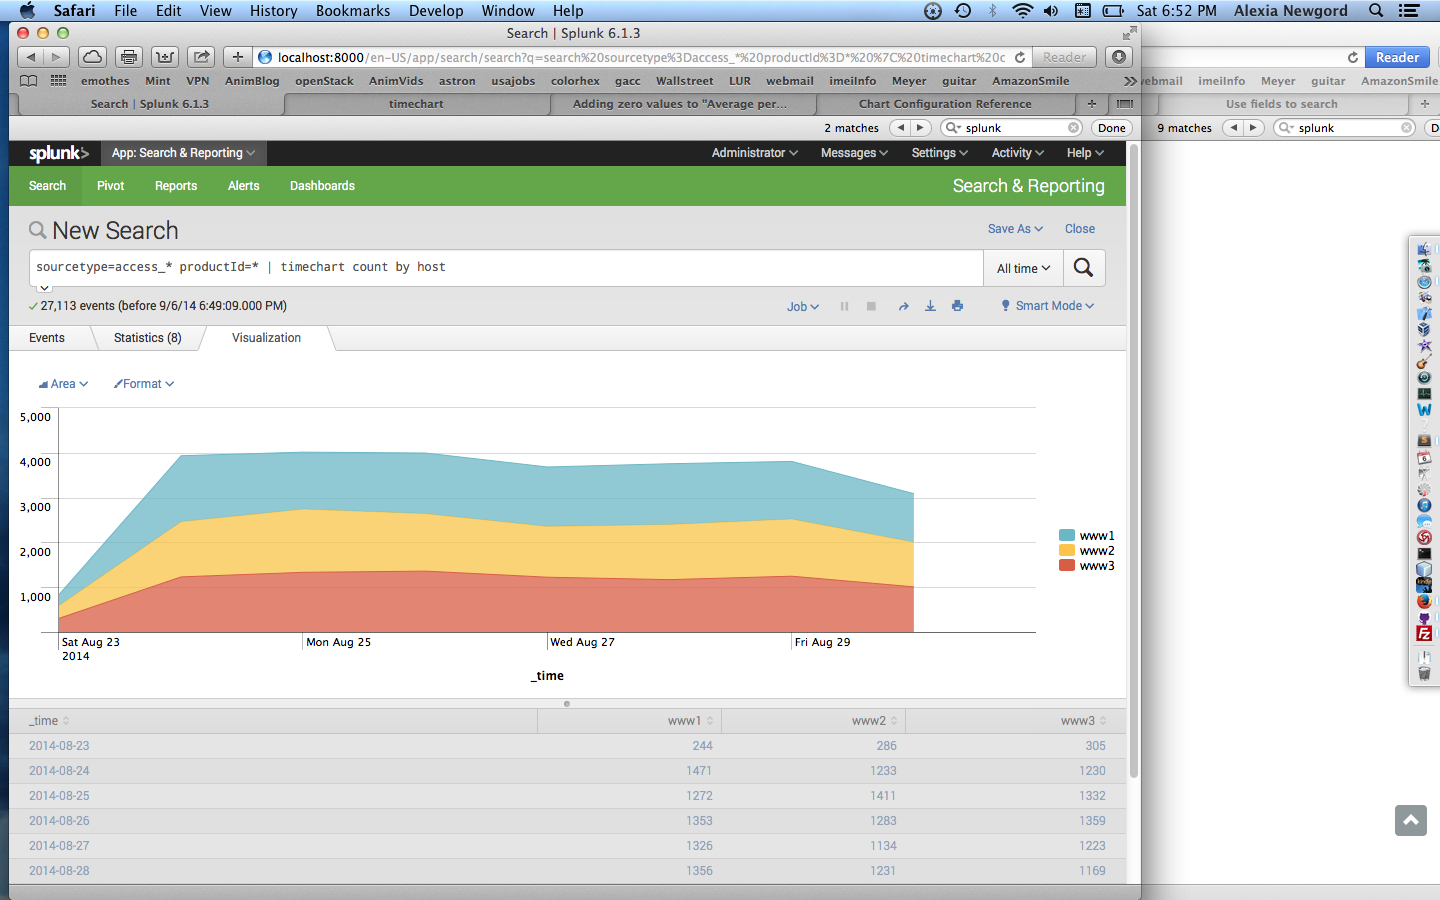 Safari File Edit View History Bookmarks Develop Window Help Sat 6:52 PM Alexia Newgord
Search | Splunk 6.1.3
localhost:8000/en-US/app/search/search?q=search%20sourcetype%3Daccess_*%20productId%3D*%20%7C%20timechart%20c Reader Reader
emothes Mint VPN AnimBlog openStack AnimVids astron usajobs colorhex gacc Wallstreet LUR webmail imeiInfo Meyer guitar AmazonSmile ebmail imeiInfo Meyer guitar AmazonSmile
Search | Splunk 6.1.3 timechart Adding zero values to "Average per... Chart Configuration Reference Use fields to search
2 matches splunk Done 9 matches splunk D
splunk> App: Search & Reporting Administrator Messages Settings Activity Help
Search Pivot Reports Alerts Dashboards Search & Reporting
New Search Save As Close
sourcetype=access_* productId=* | timechart count by host All time
27,113 events (before 9/6/14 6:49:09.000 PM) Job Smart Mode
Events Statistics (8) Visualization
Area Format
5,000
4,000
3,000
2,000
1,000
www1
www2
www3
Sat Aug 23 Mon Aug 25 Wed Aug 27 Fri Aug 29
2014
_time
_time www1 www2 www3
2014-08-23 244 286 305
2014-08-24 1471 1233 1230
2014-08-25 1272 1411 1332
2014-08-26 1353 1283 1359
2014-08-27 1326 1134 1223
2014-08-28 1356 1231 1169